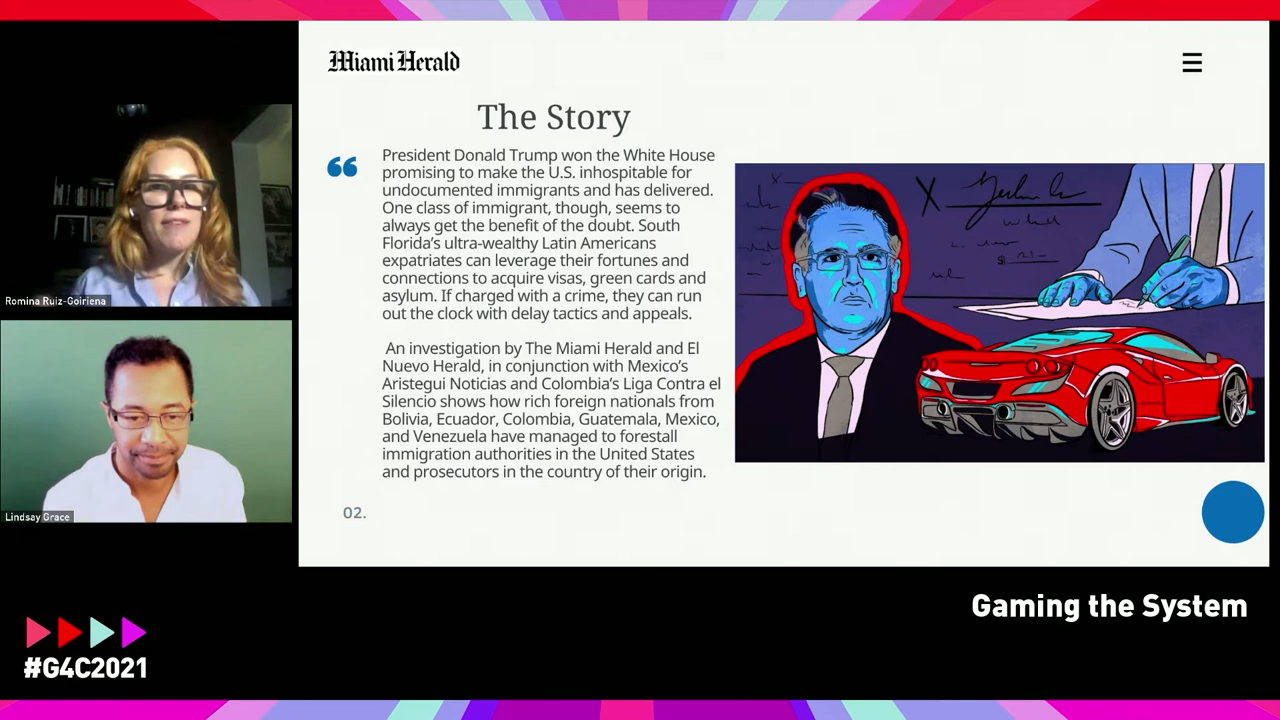 Miami Herald
The Story
President Donald Trump won the White House
promising to make the U.S. inhospitable for
undocumented immigrants and has delivered.
One class of immigrant, though, seems to
always get the benefit of the doubt. South
Florida’s ultra-wealthy Latin Americans
expatriates can leverage their fortunes and
connections to acquire visas, green cards and
asylum. If charged with a crime, they can run
out the clock with delay tactics and appeals.
An investigation by The Miami Herald and El
Nuevo Herald, in conjunction with Mexico’s
Aristegui Noticias and Colombia’s Liga Contra el
Silencio shows how rich foreign nationals from
Bolivia, Ecuador, Colombia, Guatemala, Mexico,
and Venezuela have managed to forestall
immigration authorities in the United States
and prosecutors in the country of their origin.
02.
Romina Ruiz-Goiriena
Lindsay Grace
Gaming the System
#G4C2021